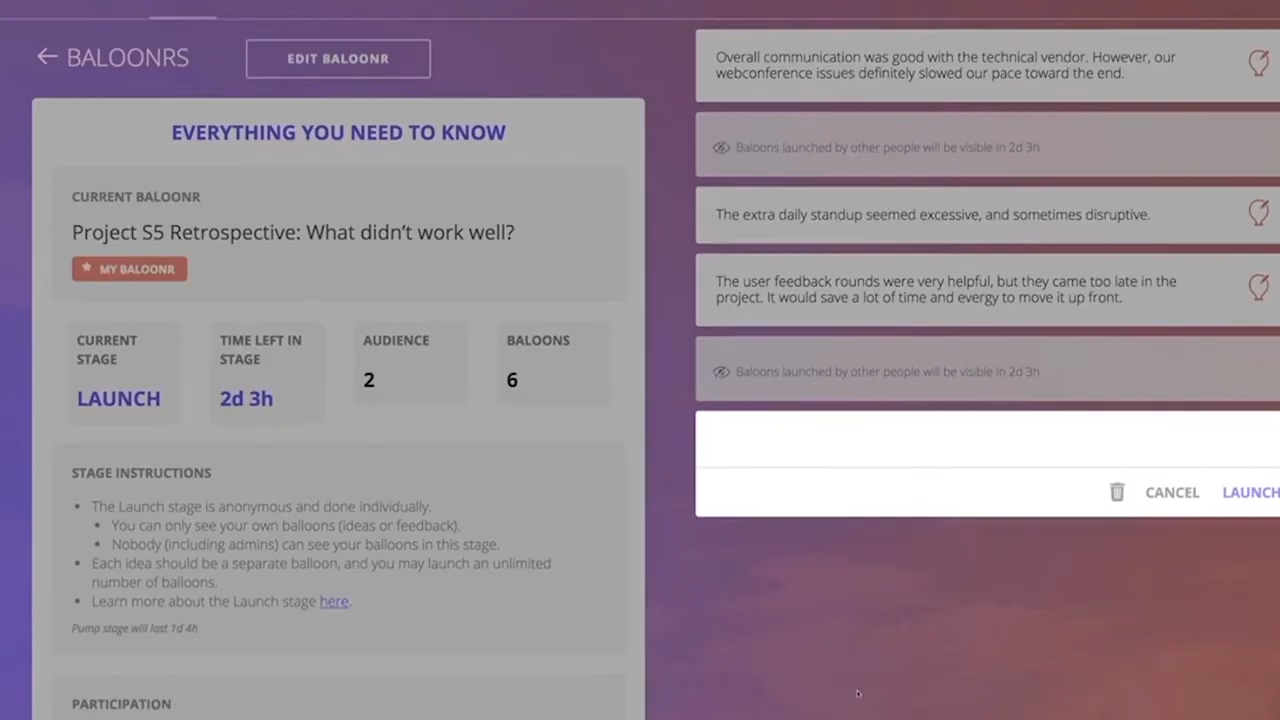 BALOONRS
EDIT BALOONR
EVERYTHING YOU NEED TO KNOW
CURRENT BALOONR
Project S5 Retrospective: What didn’t work well?
MY BALOONR
CURRENT
STAGE
LAUNCH
TIME LEFT IN
STAGE
2d 3h
AUDIENCE
2
BALOONS
6
STAGE INSTRUCTIONS
• The Launch stage is anonymous and done individually.
• You can only see your own balloons (ideas or feedback).
• Nobody (including admins) can see your balloons in this stage.
• Each idea should be a separate balloon, and you may launch an unlimited
number of balloons.
• Learn more about the Launch stage here.
Pump stage will last 1d 4h
PARTICIPATION
Overall communication was good with the technical vendor. However, our
webconference issues definitely slowed our pace toward the end.
Baloons launched by other people will be visible in 2d 3h
The extra daily standup seemed excessive, and sometimes disruptive.
The user feedback rounds were very helpful, but they came too late in the
project. It would save a lot of time and evergy to move it up front.
Baloons launched by other people will be visible in 2d 3h
CANCEL
LAUNCH